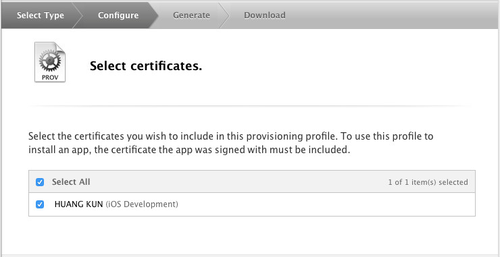 Select Type Configure Generate Download
PROV
Select certificates.
Select the certificates you wish to include in this provisioning profile. To use this profile to
install an app, the certificate the app was signed with must be included.
Select All 1 of 1 item(s) selected
HUANG KUN (iOS Development)